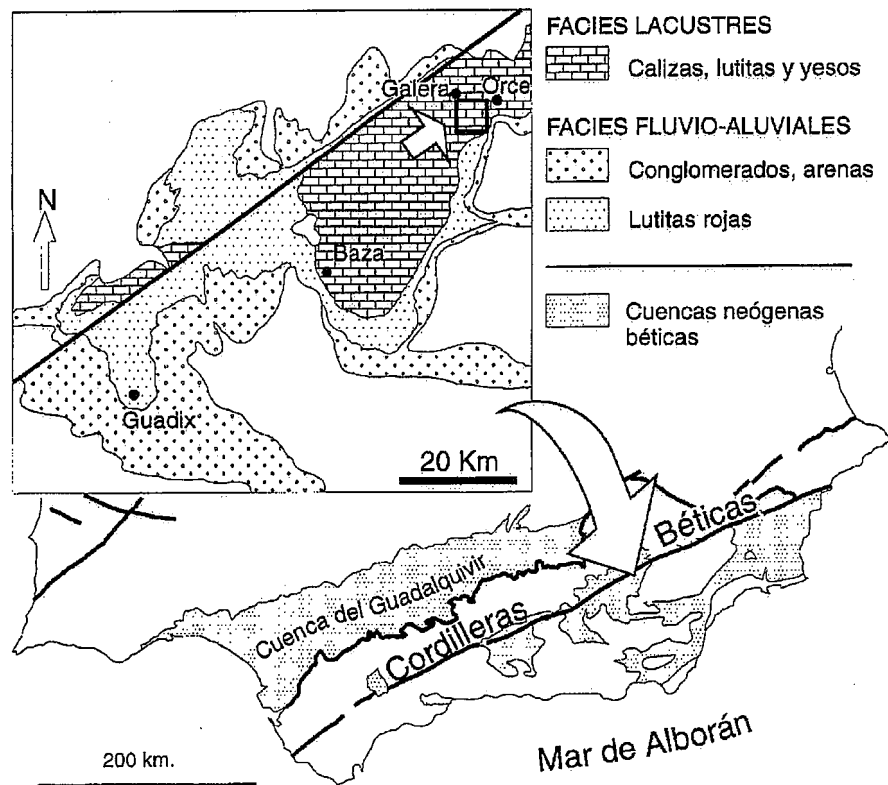 FACIES LACUSTRES
Calizas, lutitas y yesos
FACIES FLUVIO-ALUVIALES
Conglomerados, arenas
Lutitas rojas
Cuencas neógenas
béticas
Galera
Orce
N
Baza
Guadix
20 Km
Cuenca del Guadalquivir
Cordilleras
Béticas
Mar de Alborán
200 km.